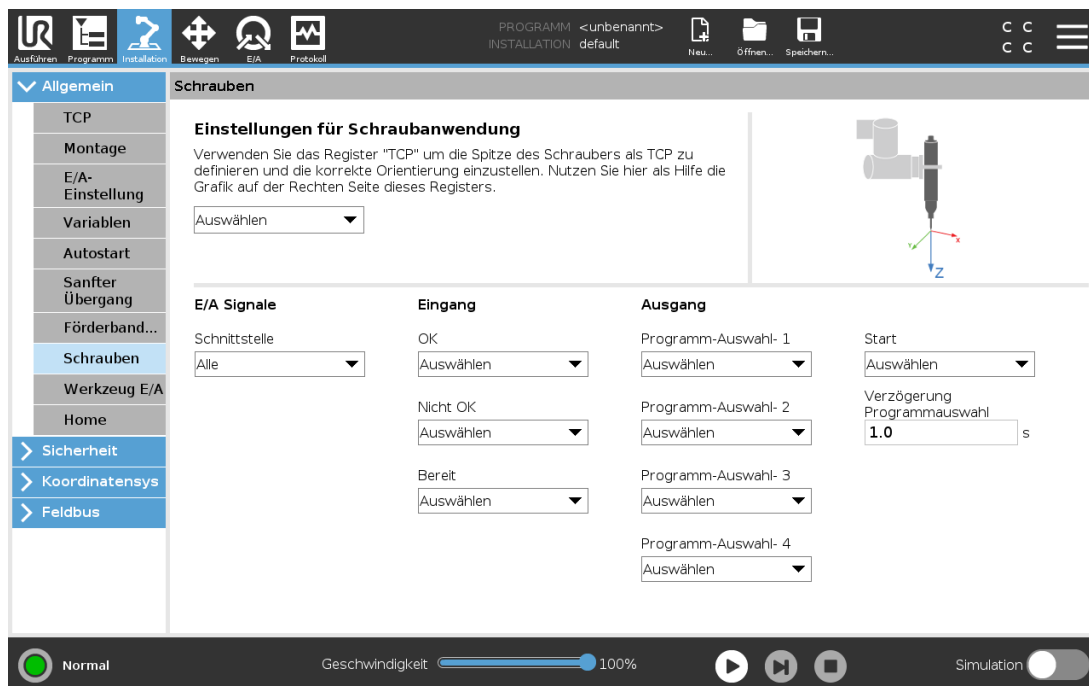 PROGRAMM <unbenannt>
INSTALLATION default
C C
C C
Ausführen Programm Installation Bewegen E/A Protokoll Neu... Öffnen... Speichern...
Allgemein
TCP
Montage
E/A-
Einstellung
Variablen
Autostart
Sanfter
Übergang
Förderband...
Schrauben
Werkzeug E/A
Home
Sicherheit
Koordinatensys
Feldbus
Schrauben
Einstellungen für Schraubanwendung
Verwenden Sie das Register "TCP" um die Spitze des Schraubers als TCP zu
definieren und die korrekte Orientierung einzustellen. Nutzen Sie hier als Hilfe die
Grafik auf der Rechten Seite dieses Registers.
Auswählen
Y X
Z
E/A Signale
Schnittstelle
Alle
Eingang
OK
Auswählen
Nicht OK
Auswählen
Bereit
Auswählen
Ausgang
Programm-Auswahl- 1
Auswählen
Programm-Auswahl- 2
Auswählen
Programm-Auswahl- 3
Auswählen
Programm-Auswahl- 4
Auswählen
Start
Auswählen
Verzögerung
Programmauswahl
1.0 s
Normal
Geschwindigkeit 100%
Simulation